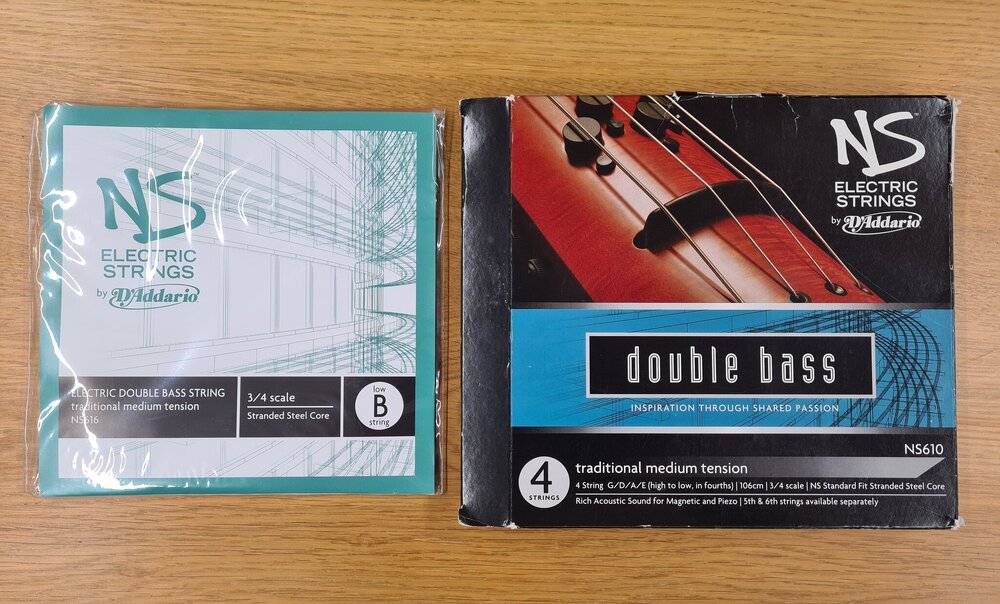 NS™
ELECTRIC
STRINGS
by D'Addario
ELECTRIC DOUBLE BASS STRING
traditional medium tension
NS616
3/4 scale
Stranded Steel Core
low
B
string
NS™
ELECTRIC
STRINGS
by D'Addario
double bass
INSPIRATION THROUGH SHARED PASSION
NS610
4
STRINGS
traditional medium tension
4 String G/D/A/E (high to low, in fourths) | 106cm | 3/4 scale | NS Standard Fit Stranded Steel Core
Rich Acoustic Sound for Magnetic and Piezo | 5th & 6th strings available separately